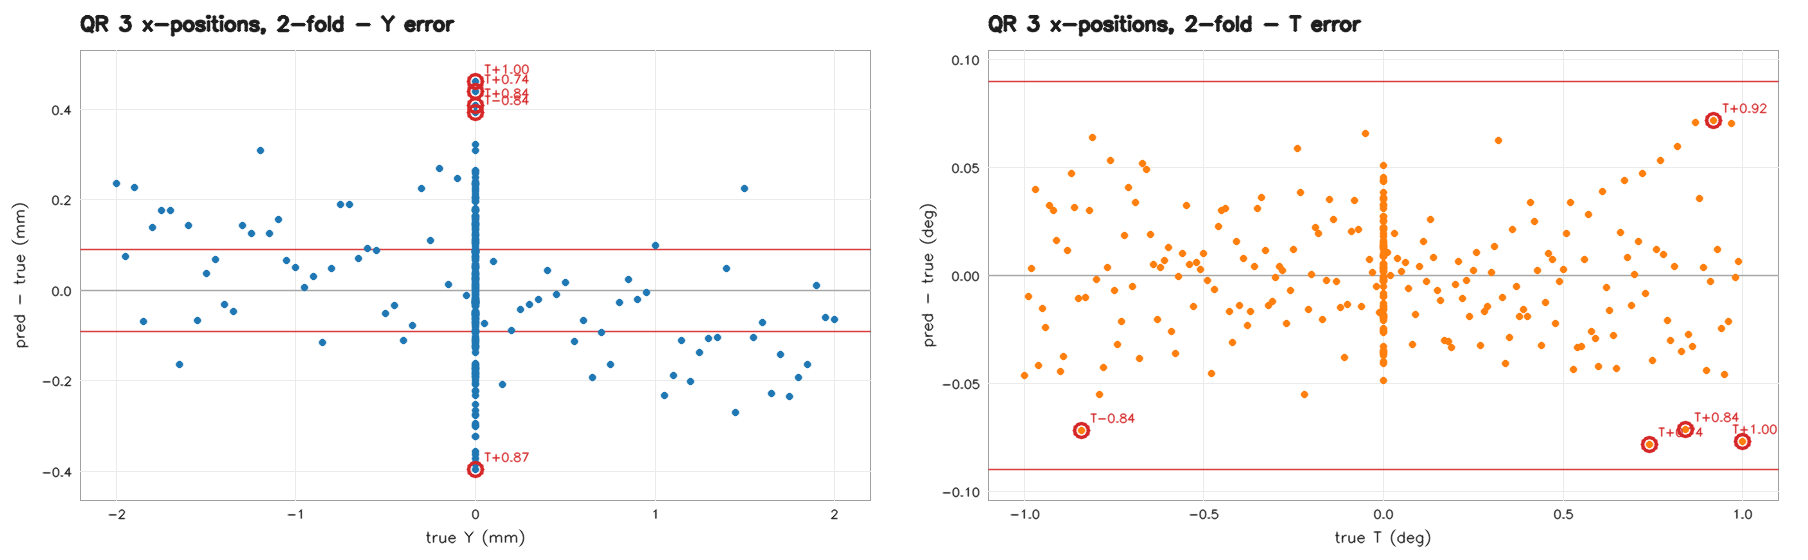 QR 3 x-positions, 2-fold - Y error
pred - true (mm)
0.4
0.2
0.0
-0.2
-0.4
T+1.00
T+0.74
T+0.84
T-0.84
T+0.87
-2
-1
0
1
2
true Y (mm)
QR 3 x-positions, 2-fold - T error
pred - true (deg)
0.10
0.05
0.00
-0.05
-0.10
T+0.92
T-0.84
T+0.84
T+0.74
T+1.00
-1.0
-0.5
0.0
0.5
1.0
true T (deg)